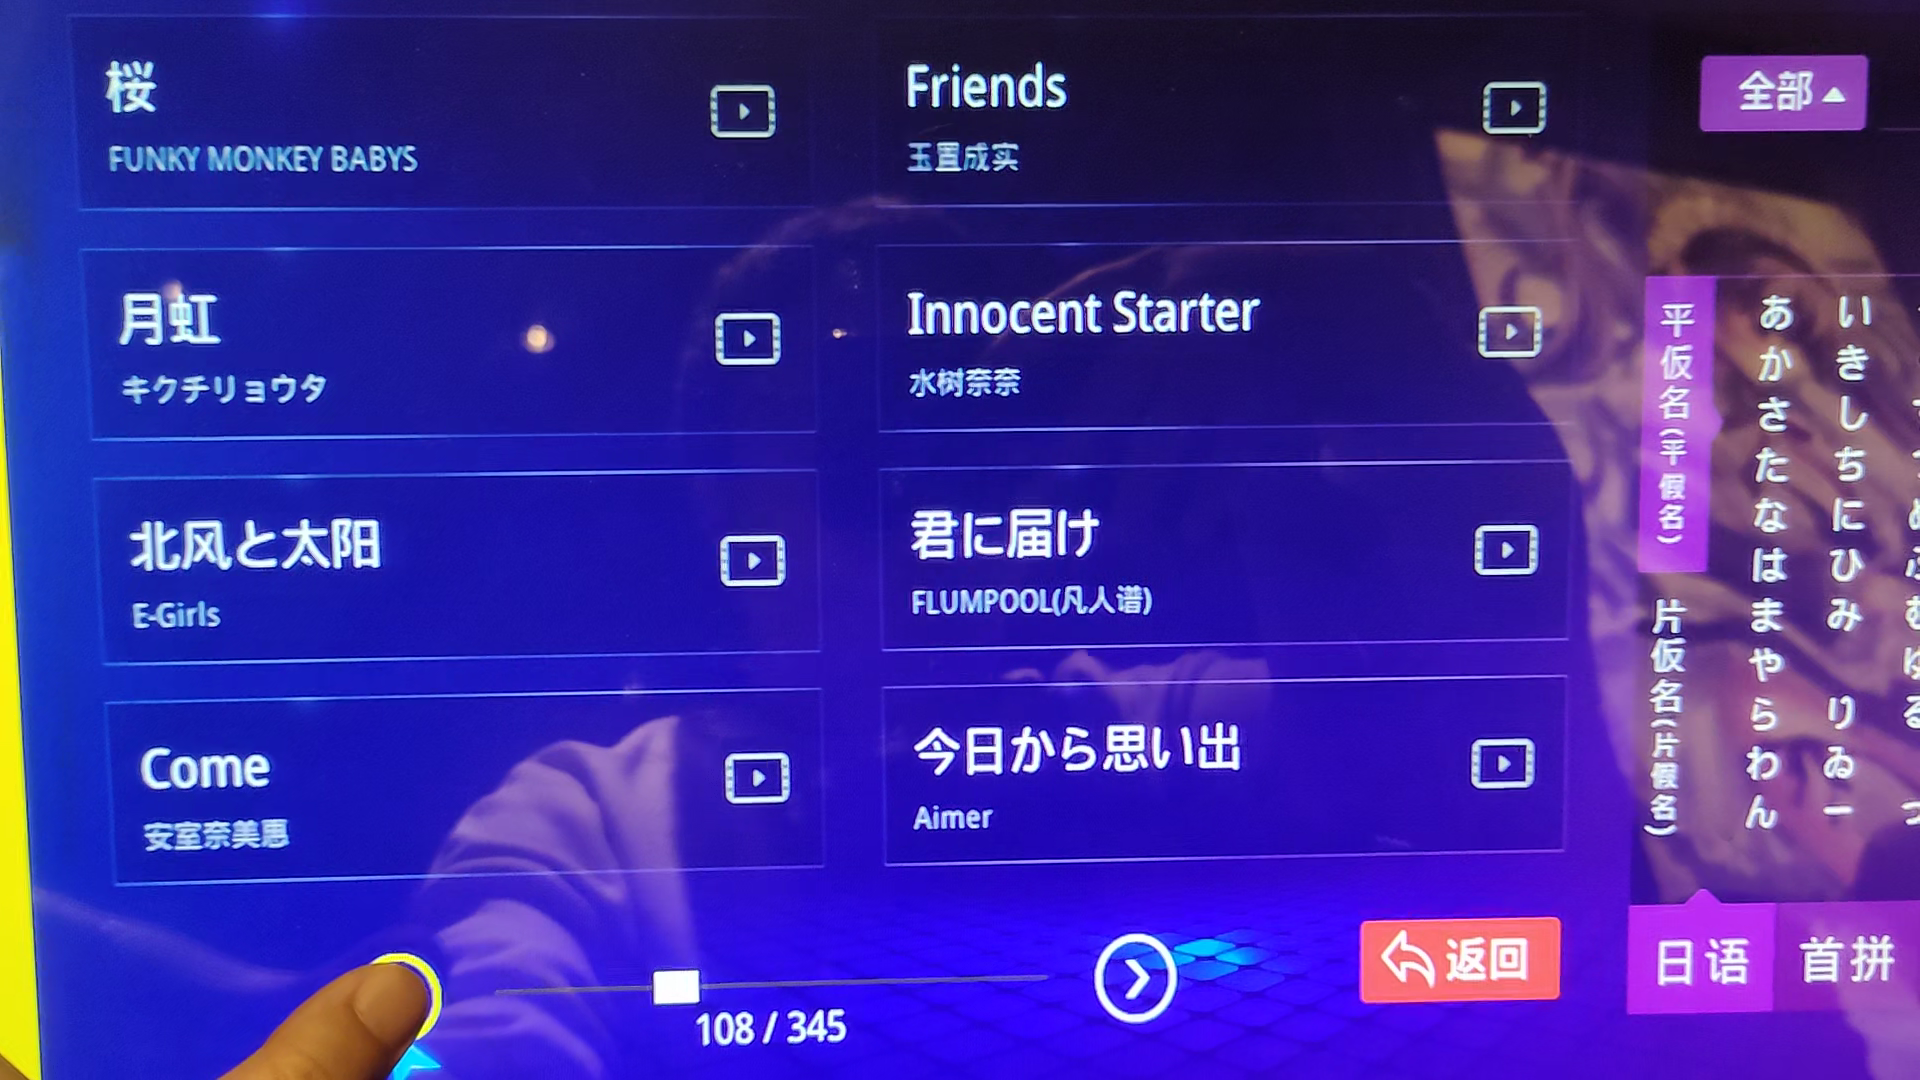 桜
FUNKY MONKEY BABYS
Friends
玉置成实
月虹
キクチリョウタ
Innocent Starter
水树奈奈
北风と太阳
E-Girls
君に届け
FLUMPOOL(凡人谱)
Come
安室奈美惠
今日から思い出
Aimer
108 / 345
返回
全部
平仮名(平假名)
片仮名(片假名)
あかさたなはまやらわん
いきしちにひみ りゐー
日语
首拼